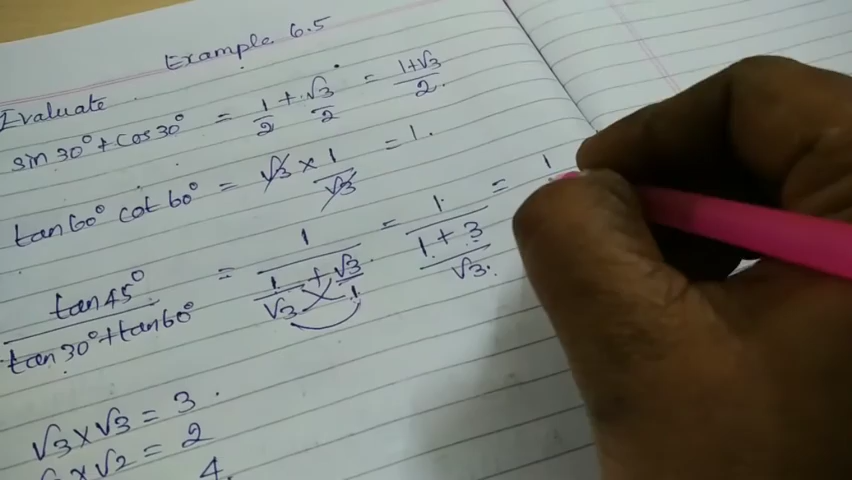 Example 6.5
Evaluate
sin 30° + cos 30° = 1/2 + √3/2 = (1+√3)/2
tan 60° cot 60° = √3 × 1/√3 = 1.
tan 45° / (tan 30° + tan 60°) = 1 / (1/√3 + √3/1) = 1 / ((1 + 3)/√3) = 1
√3 × √3 = 3
× √2 = 2
4